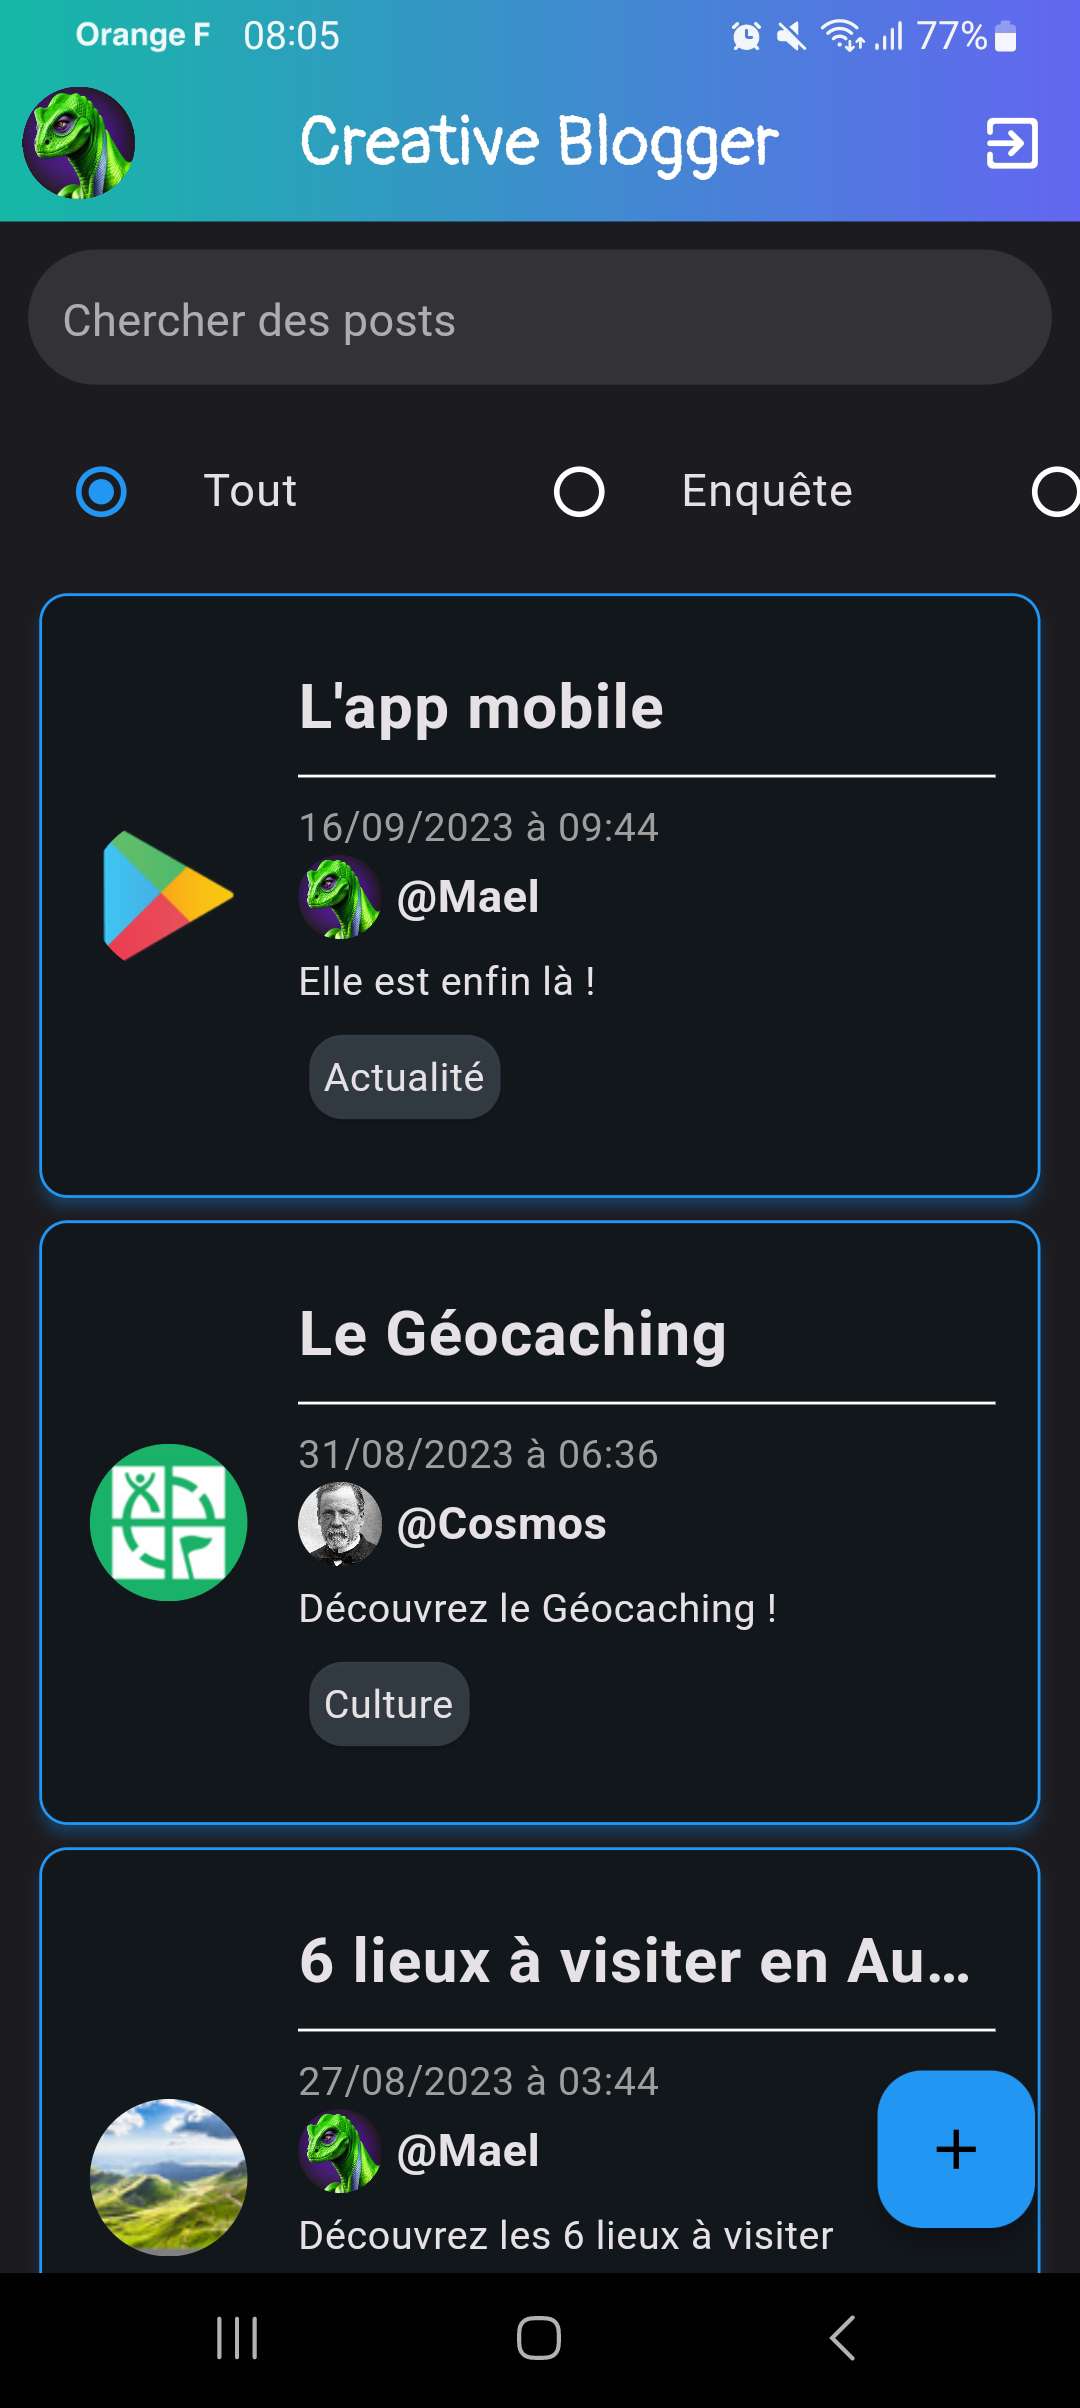 Orange F 08:05 77%
Creative Blogger
Chercher des posts
Tout Enquête
L'app mobile
16/09/2023 à 09:44
@Mael
Elle est enfin là !
Actualité
Le Géocaching
31/08/2023 à 06:36
@Cosmos
Découvrez le Géocaching !
Culture
6 lieux à visiter en Au...
27/08/2023 à 03:44
@Mael
Découvrez les 6 lieux à visiter